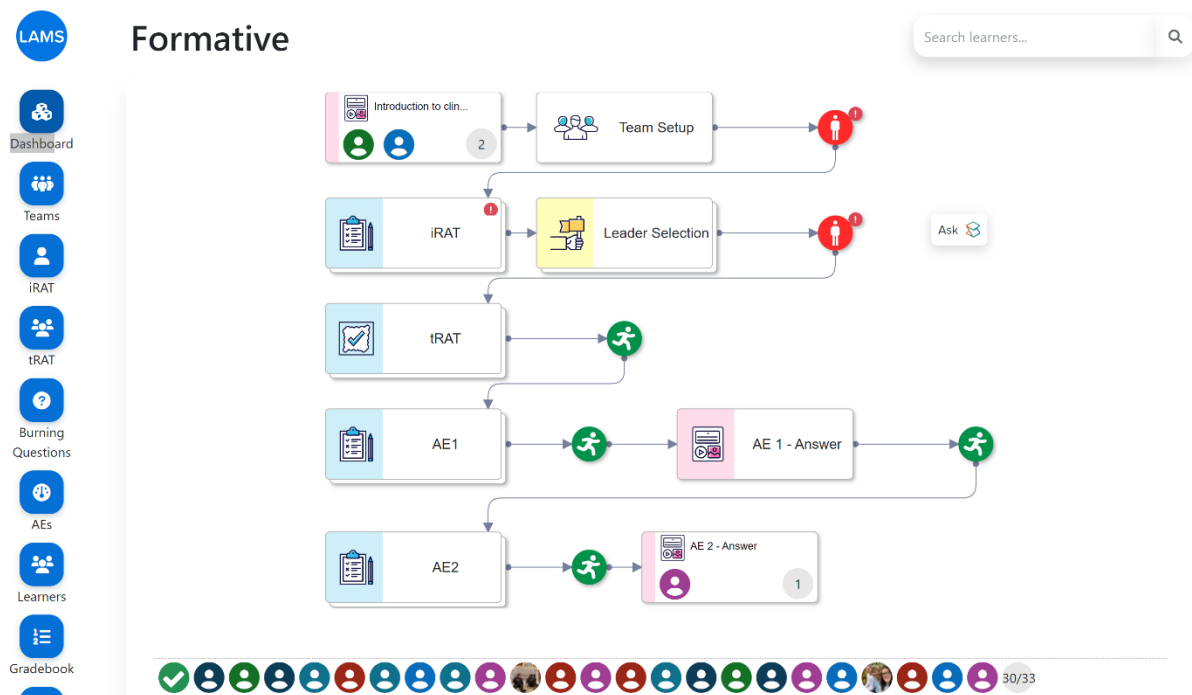 LAMS
Formative
Search learners...
Dashboard
Teams
iRAT
tRAT
Burning
Questions
AEs
Learners
Gradebook
Introduction to clin...
2
Team Setup
!
iRAT
!
Leader Selection
!
Ask
tRAT
AE1
AE 1 - Answer
AE2
AE 2 - Answer
1
30/33